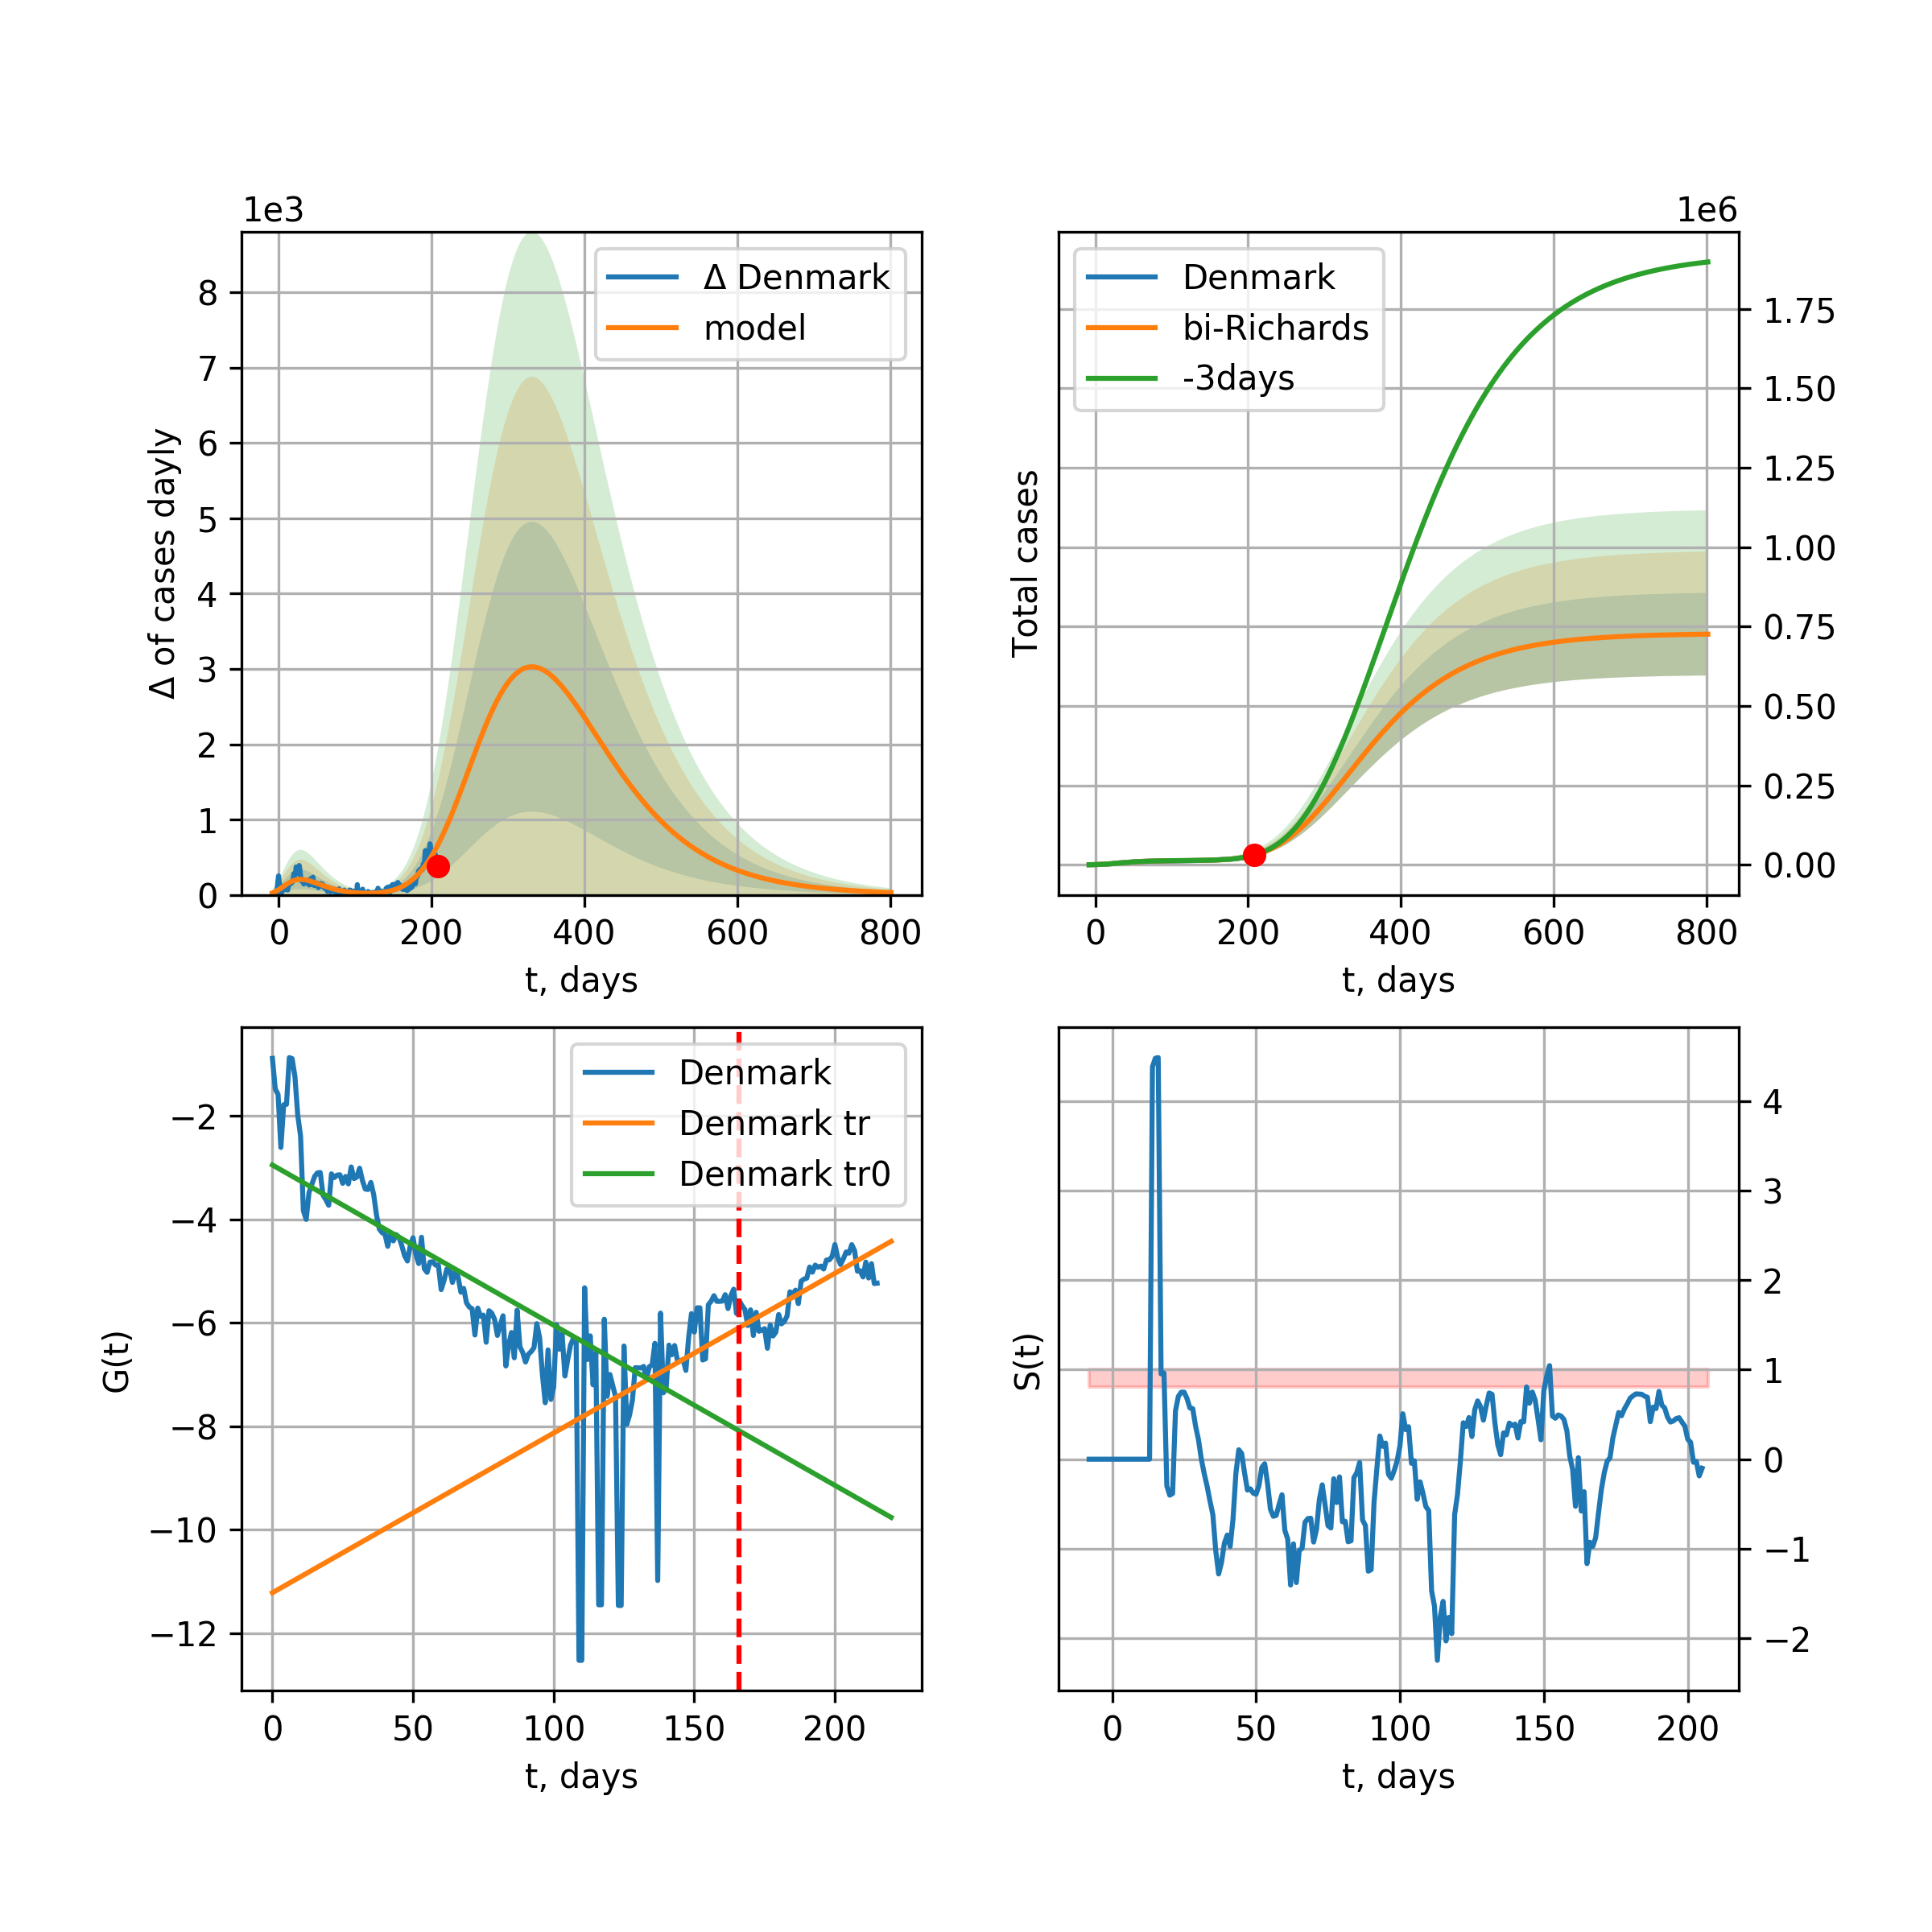 1e3
Δ of cases dayly
8
7
6
5
4
3
2
1
0
Δ Denmark
model
0 200 400 600 800
t, days
1e6
Total cases
Denmark
bi-Richards
-3days
1.75
1.50
1.25
1.00
0.75
0.50
0.25
0.00
0 200 400 600 800
t, days
G(t)
−2
−4
−6
−8
−10
−12
Denmark
Denmark tr
Denmark tr0
0 50 100 150 200
t, days
S(t)
4
3
2
1
0
−1
−2
0 50 100 150 200
t, days